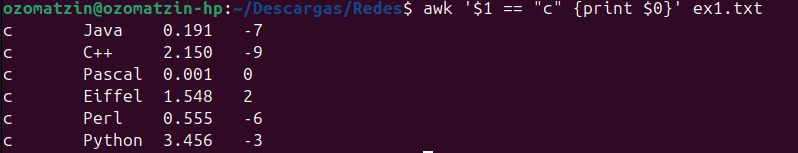 ozomatzin@ozomatzin-hp:~/Descargas/Redes$ awk '$1 == "c" {print $0}' ex1.txt
c       Java    0.191   -7
c       C++     2.150   -9
c       Pascal  0.001   0
c       Eiffel  1.548   2
c       Perl    0.555   -6
c       Python  3.456   -3